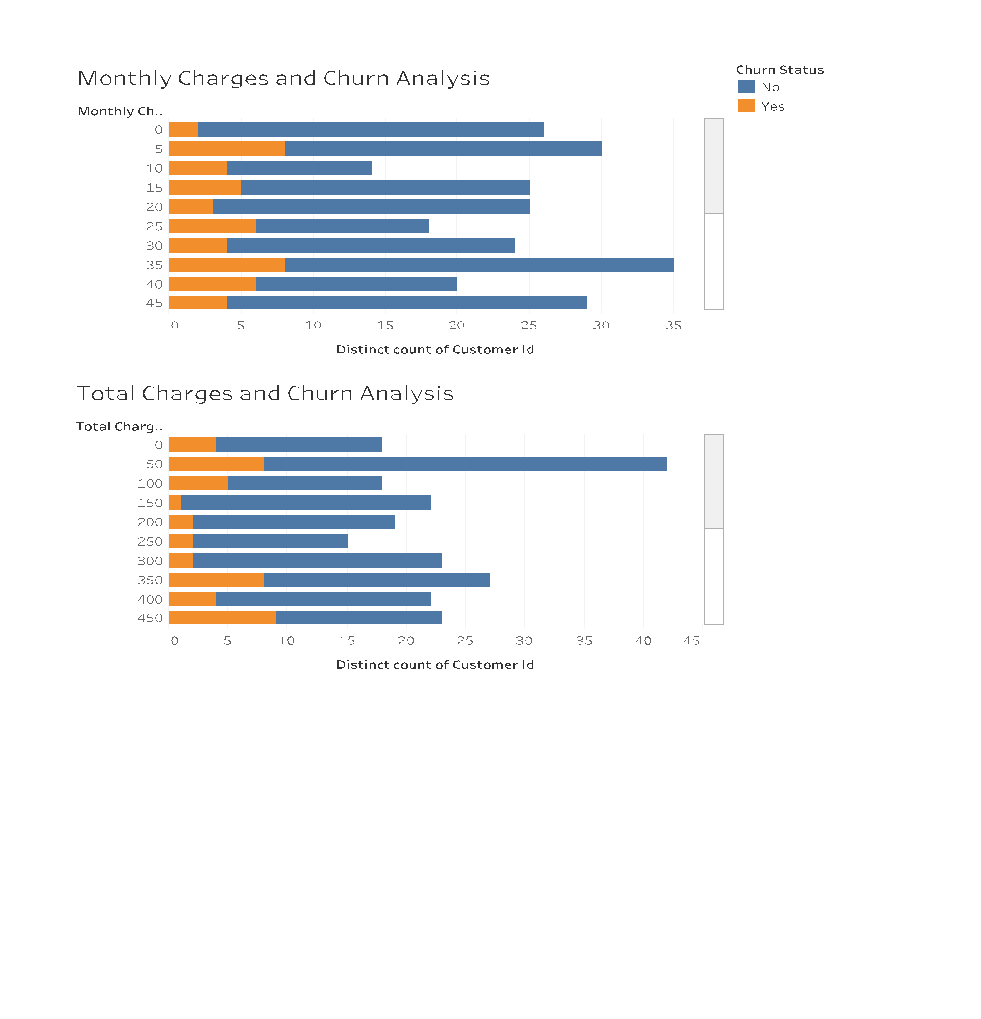 Monthly Charges and Churn Analysis
Churn Status
No
Yes
Monthly Ch..
0
5
10
15
20
25
30
35
40
45
0 5 10 15 20 25 30 35
Distinct count of Customer Id
Total Charges and Churn Analysis
Total Charg..
0
50
100
150
200
250
300
350
400
450
0 5 10 15 20 25 30 35 40 45
Distinct count of Customer Id